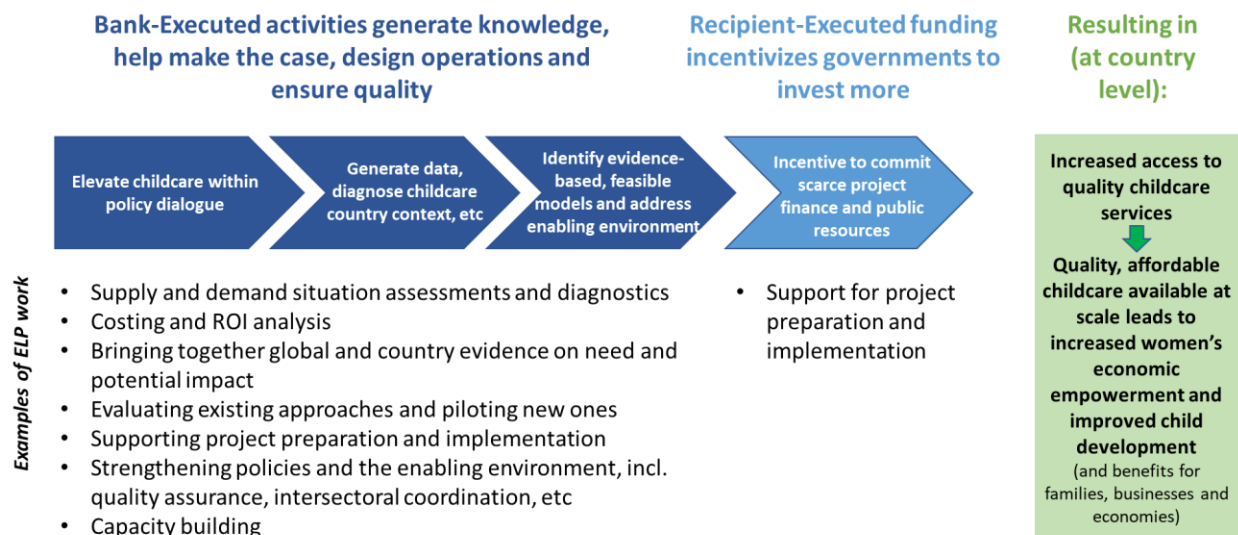 Bank-Executed activities generate knowledge,
help make the case, design operations and
ensure quality
Recipient-Executed funding
incentivizes governments to
invest more
Resulting in
(at country
level):
Elevate childcare within
policy dialogue
Generate data,
diagnose childcare
country context, etc
Identify evidence-
based, feasible
models and address
enabling environment
Incentive to commit
scarce project
finance and public
resources
Increased access to
quality childcare
services
Quality, affordable
childcare available at
scale leads to
increased women's
economic
empowerment and
improved child
development
(and benefits for
families, businesses and
economies)
Examples of ELP work
• Supply and demand situation assessments and diagnostics
• Costing and ROI analysis
• Bringing together global and country evidence on need and
potential impact
• Evaluating existing approaches and piloting new ones
• Supporting project preparation and implementation
• Strengthening policies and the enabling environment, incl.
quality assurance, intersectoral coordination, etc
• Capacity building
• Support for project
preparation and
implementation